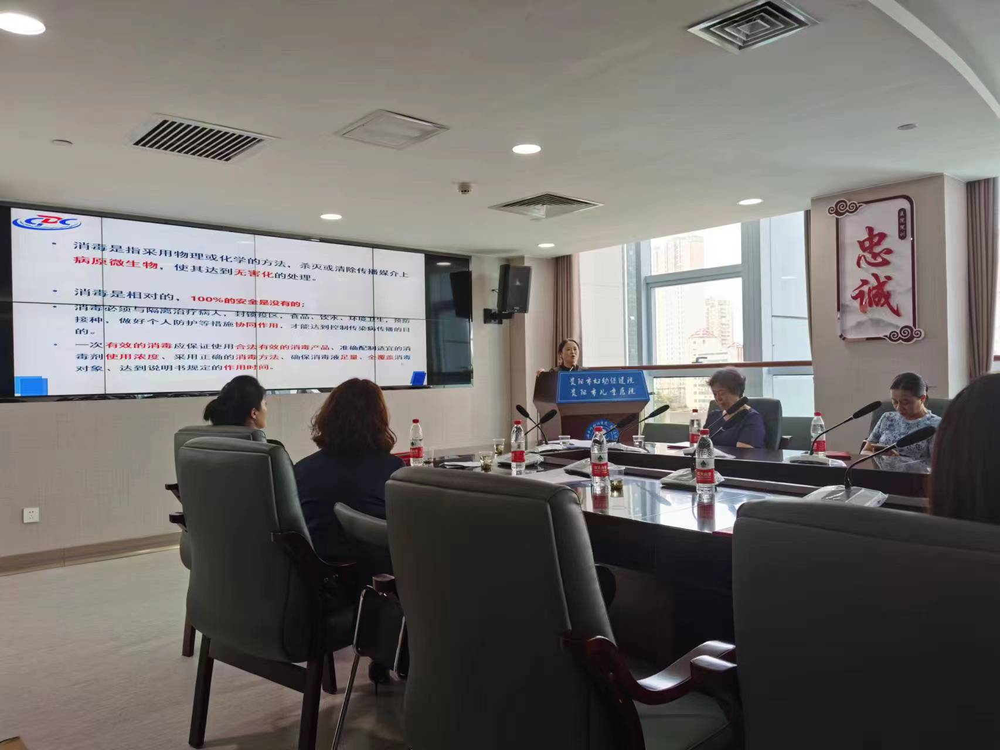 CDC
• 消毒是指采用物理或化学的方法，杀灭或清除传播媒介上
病原微生物，使其达到无害化的处理。
• 消毒是相对的，100%的安全是没有的；
• 消毒必须与隔离治疗病人，封锁疫区，食品、饮水、环境卫生，预防
接种，做好个人防护等措施协同作用，才能达到控制传染病传播的目
的。
• 一次有效的消毒应保证使用合法有效的消毒产品、准确配制适宜的消
毒剂使用浓度、采用正确的消毒方法、确保消毒液足量、全覆盖消毒
对象、达到说明书规定的作用时间。
贵阳市妇幼保健院
贵阳市儿童医院
医院院训
忠
诚